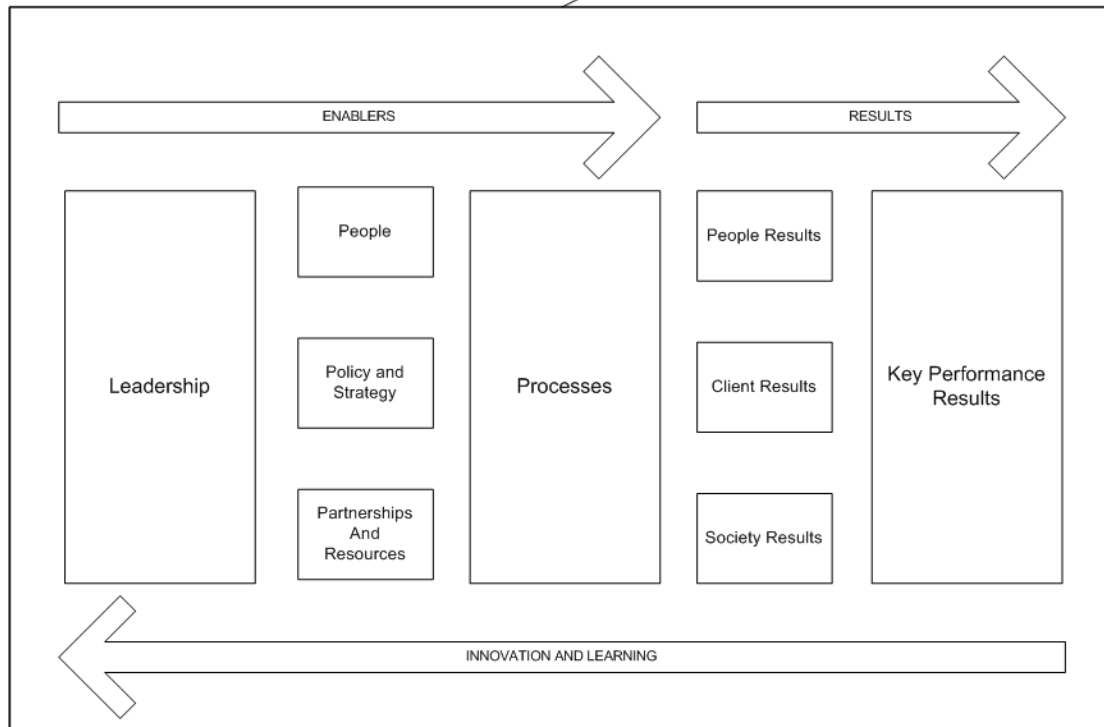 ENABLERS
RESULTS
Leadership
People
Policy and
Strategy
Partnerships
And
Resources
Processes
People Results
Client Results
Society Results
Key Performance
Results
INNOVATION AND LEARNING